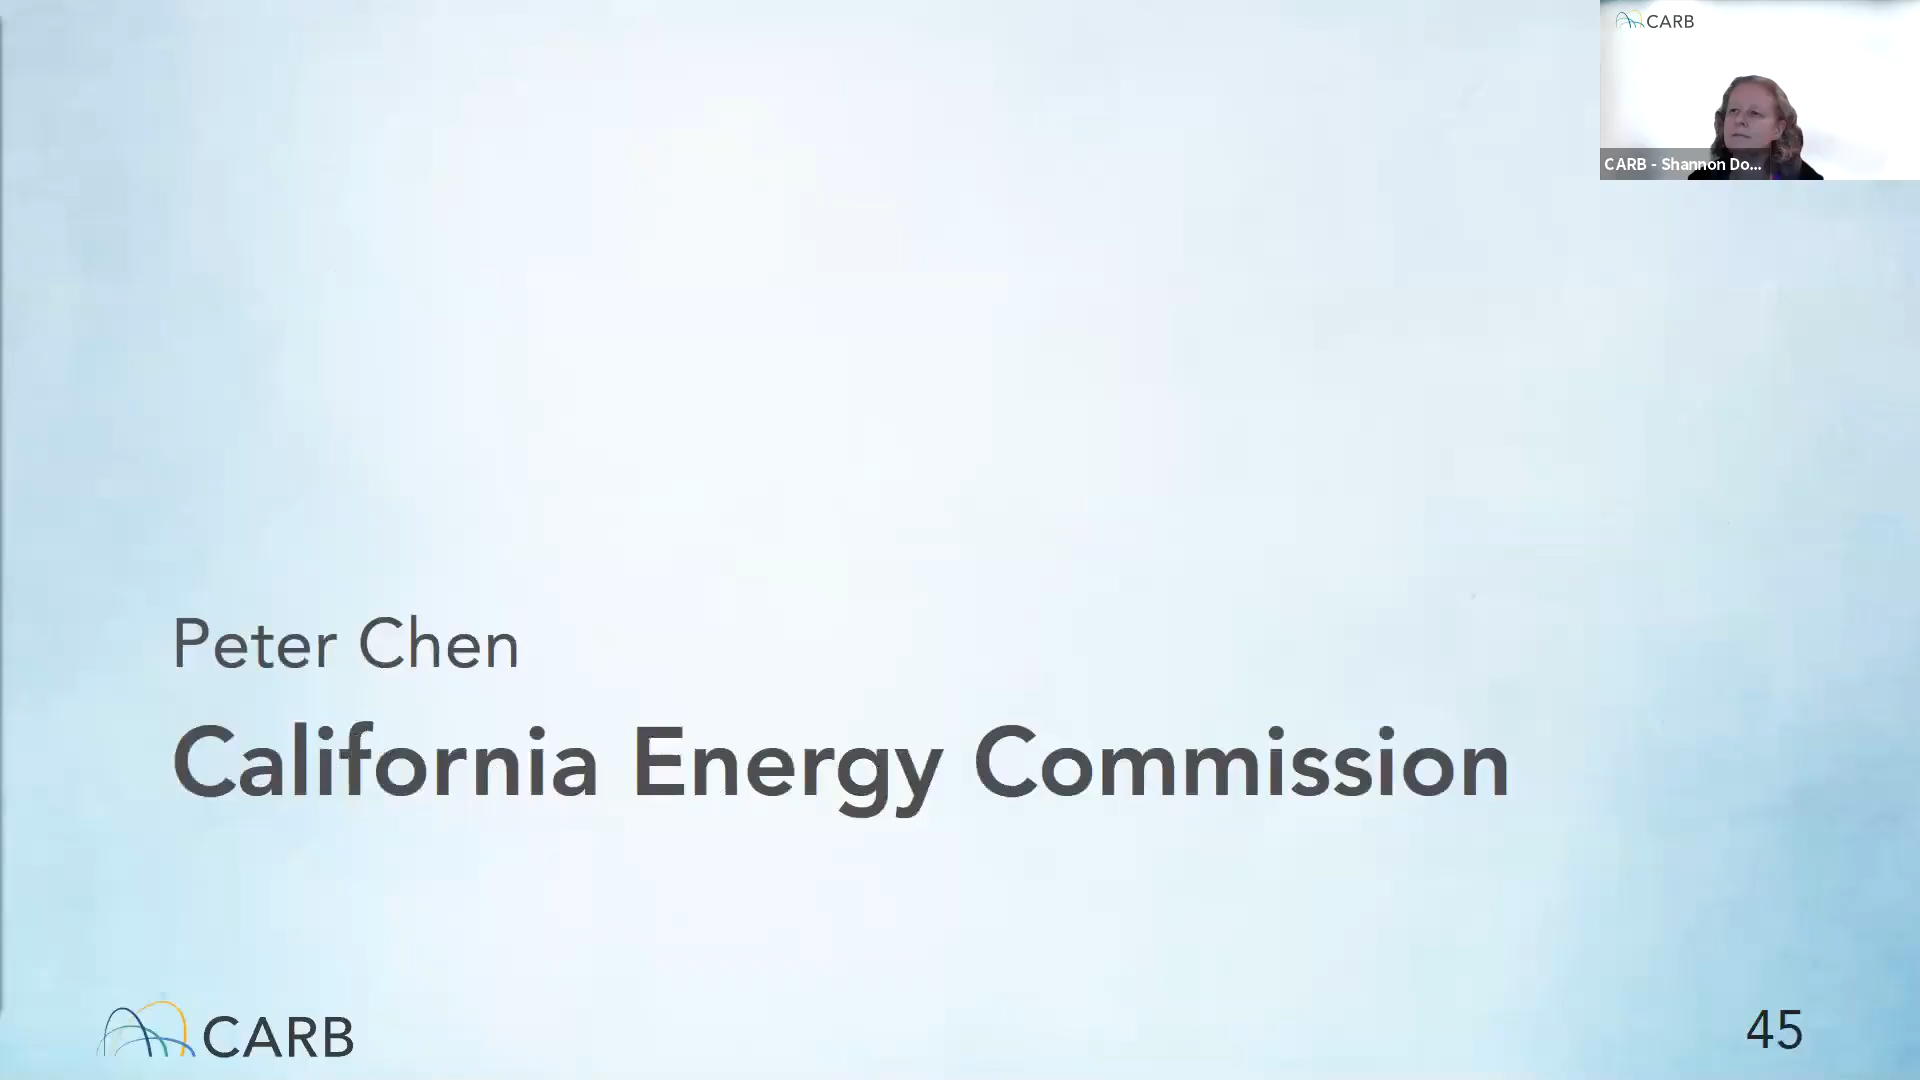 CARB
CARB - Shannon Do...
Peter Chen
California Energy Commission
CARB
45